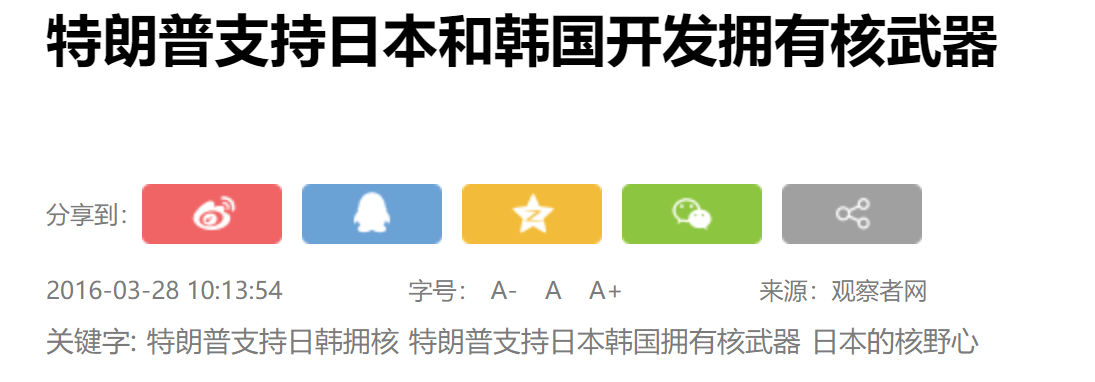 特朗普支持日本和韩国开发拥有核武器
分享到：
2016-03-28 10:13:54 字号： A- A A+ 来源：观察者网
关键字: 特朗普支持日韩拥核 特朗普支持日本韩国拥有核武器 日本的核野心